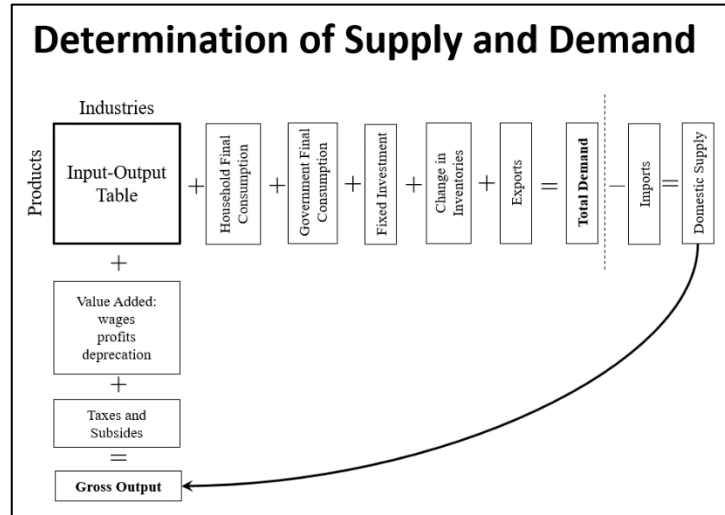 Determination of Supply and Demand
Industries
Products
Input-Output
Table
+
Household Final
Consumption
+
Government Final
Consumption
+
Fixed Investment
+
Change in
Inventories
+
Exports
=
Total Demand
−
Imports
=
Domestic Supply
+
Value Added:
wages
profits
deprecation
+
Taxes and
Subsides
=
Gross Output